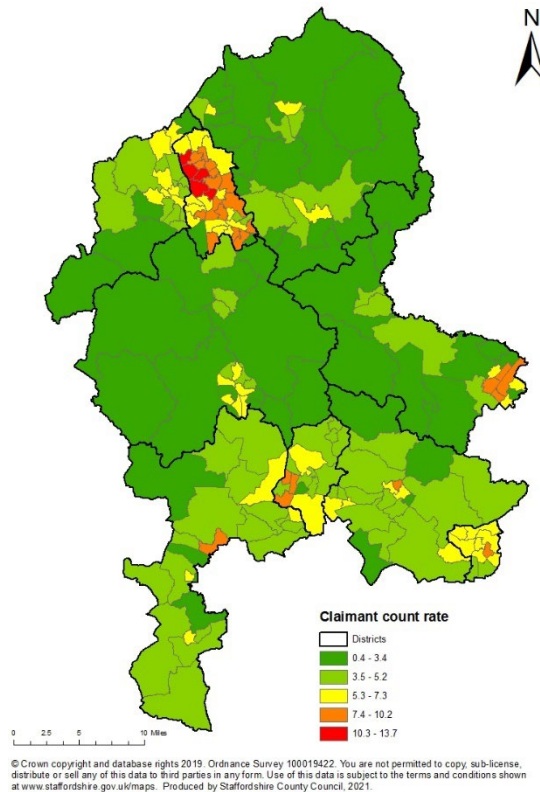 N
Claimant count rate
Districts
0.4 - 3.4
3.5 - 5.2
5.3 - 7.3
7.4 - 10.2
10.3 - 13.7
0 2.5 5 10 Miles
© Crown copyright and database rights 2019. Ordnance Survey 100019422. You are not permitted to copy, sub-license,
distribute or sell any of this data to third parties in any form. Use of this data is subject to the terms and conditions shown
at www.staffordshire.gov.uk/maps. Produced by Staffordshire County Council, 2021.